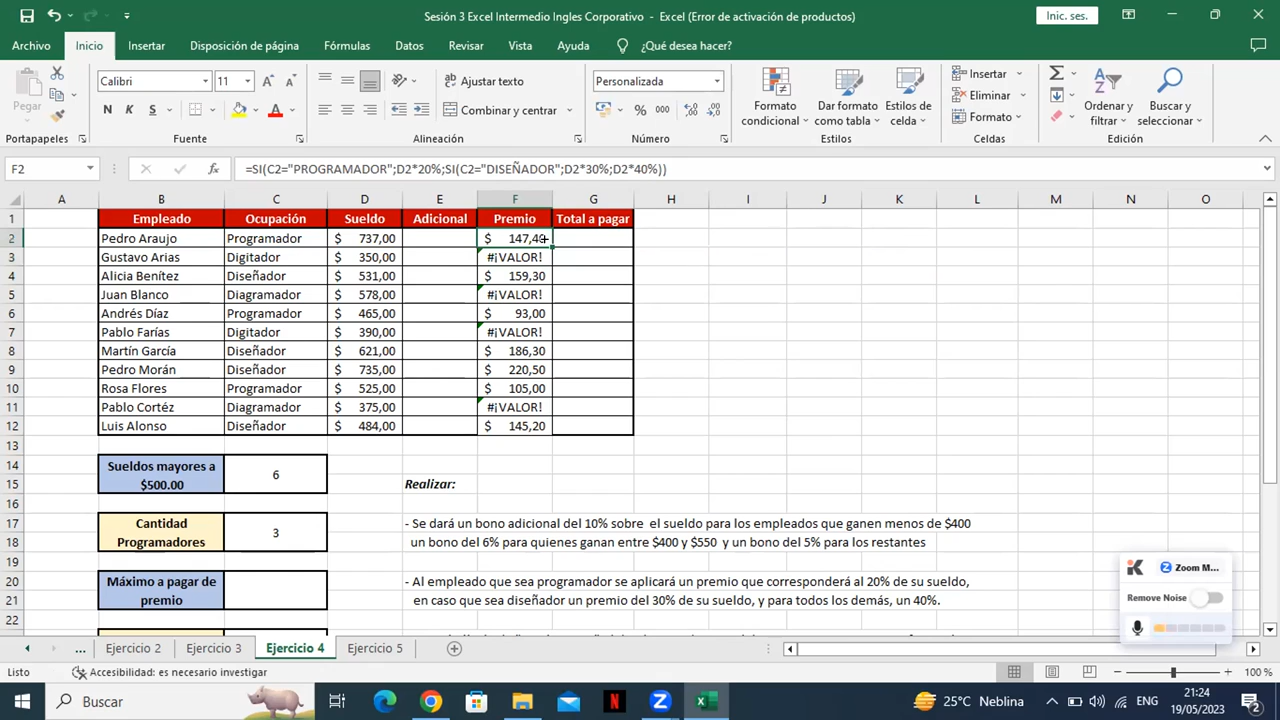 Sesión 3 Excel Intermedio Ingles Corporativo - Excel (Error de activación de productos)
Inic. ses.
Archivo Inicio Insertar Disposición de página Fórmulas Datos Revisar Vista Ayuda ¿Qué desea hacer?
Pegar
Calibri 11
N K S
Ajustar texto
Combinar y centrar
Personalizada
% 000
Formato condicional
Dar formato como tabla
Estilos de celda
Insertar
Eliminar
Formato
Ordenar y filtrar
Buscar y seleccionar
Portapapeles Fuente Alineación Número Estilos Celdas Edición
F2 fx =SI(C2="PROGRAMADOR";D2*20%;SI(C2="DISEÑADOR";D2*30%;D2*40%))
A B C D E F G H I J K L M N O
1 Empleado Ocupación Sueldo Adicional Premio Total a pagar
2 Pedro Araujo Programador $ 737,00 $ 147,40
3 Gustavo Arias Digitador $ 350,00 #¡VALOR!
4 Alicia Benítez Diseñador $ 531,00 $ 159,30
5 Juan Blanco Diagramador $ 578,00 #¡VALOR!
6 Andrés Díaz Programador $ 465,00 $ 93,00
7 Pablo Farías Digitador $ 390,00 #¡VALOR!
8 Martín García Diseñador $ 621,00 $ 186,30
9 Pedro Morán Diseñador $ 735,00 $ 220,50
10 Rosa Flores Programador $ 525,00 $ 105,00
11 Pablo Cortéz Diagramador $ 375,00 #¡VALOR!
12 Luis Alonso Diseñador $ 484,00 $ 145,20
13
14 Sueldos mayores a 6
15 $500.00 Realizar:
16
17 Cantidad 3 - Se dará un bono adicional del 10% sobre el sueldo para los empleados que ganen menos de $400
18 Programadores un bono del 6% para quienes ganan entre $400 y $550 y un bono del 5% para los restantes
19
20 Máximo a pagar de - Al empleado que sea programador se aplicará un premio que corresponderá al 20% de su sueldo,
21 premio en caso que sea diseñador un premio del 30% de su sueldo, y para todos los demás, un 40%.
22
Zoom M...
Remove Noise
... Ejercicio 2 Ejercicio 3 Ejercicio 4 Ejercicio 5
Listo Accesibilidad: es necesario investigar 100 %
Buscar 25°C Neblina ENG 21:24
19/05/2023 2